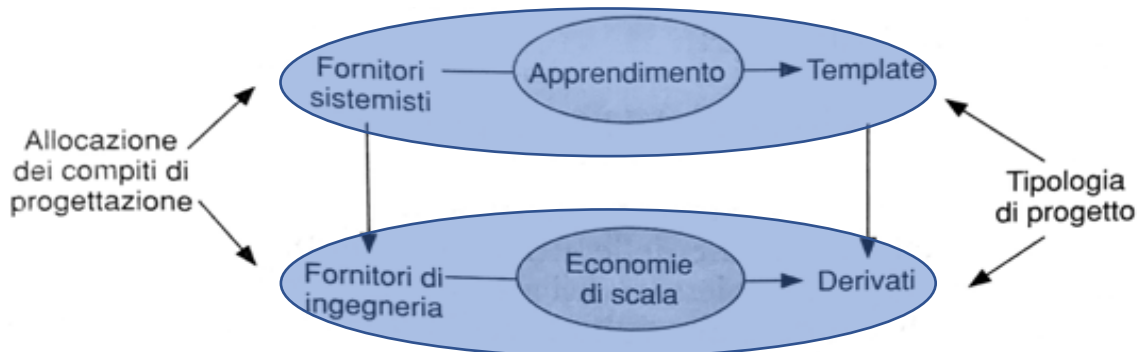 Fornitori
sistemisti
Apprendimento
Template
Allocazione
dei compiti di
progettazione
Tipologia
di progetto
Fornitori di
ingegneria
Economie
di scala
Derivati